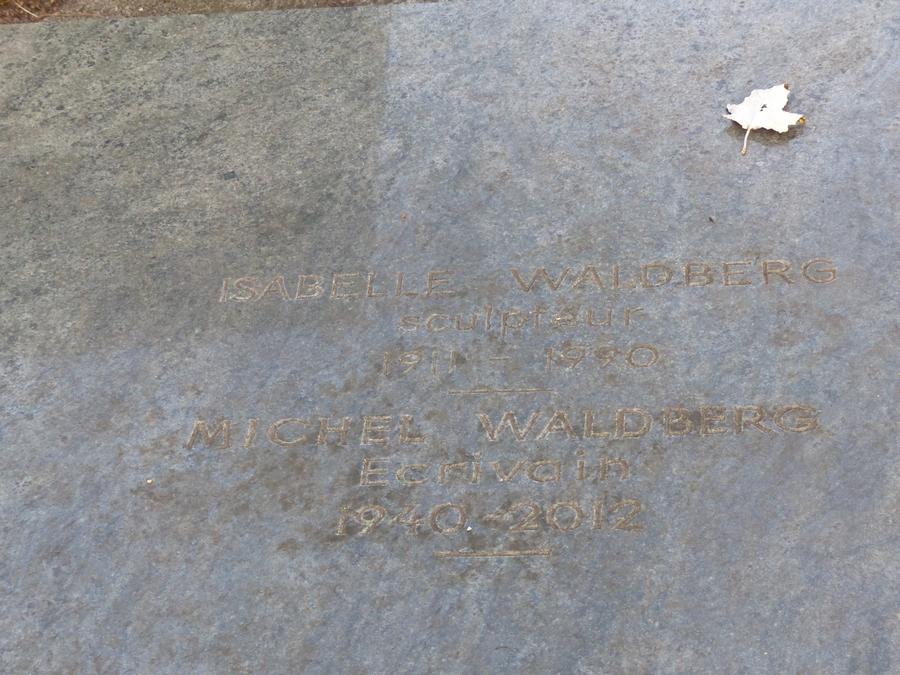 ISABELLE WALDBERG
sculpteur
1911 - 1990
MICHEL WALDBERG
Ecrivain
1940 - 2012